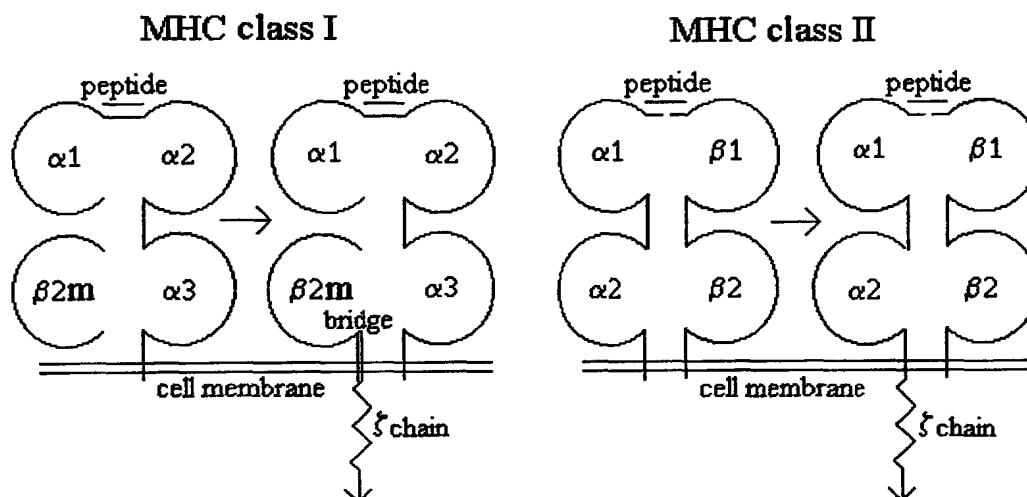 MHC class I
MHC class II
peptide
peptide
peptide
peptide
α1
α2
α1
α2
α1
β1
α1
β1
β2m
α3
β2m
α3
α2
β2
α2
β2
bridge
cell membrane
cell membrane
ζ chain
ζ chain